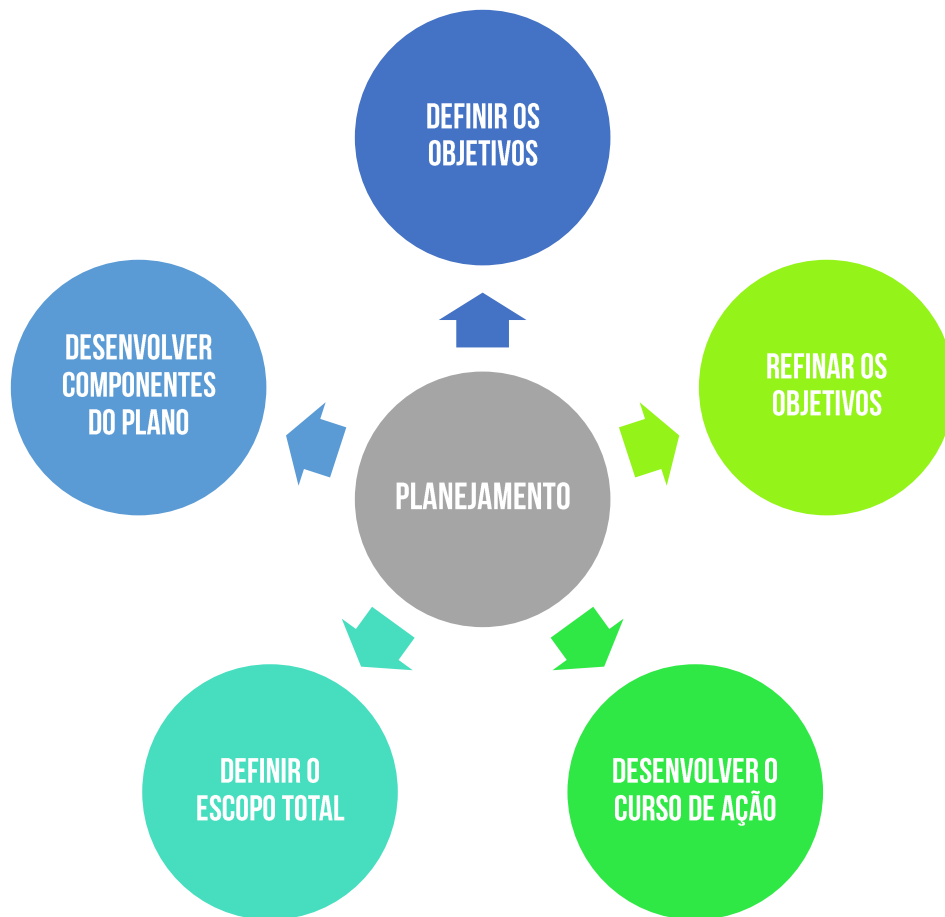 DEFINIR OS
OBJETIVOS
DESENVOLVER
COMPONENTES
DO PLANO
REFINAR OS
OBJETIVOS
PLANEJAMENTO
DEFINIR O
ESCOPO TOTAL
DESENVOLVER O
CURSO DE AÇÃO